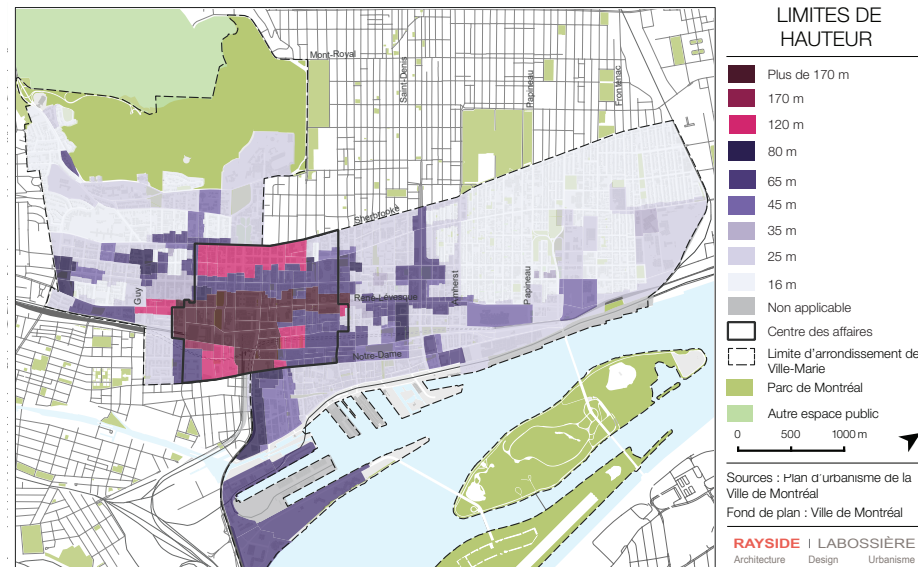 LIMITES DE
HAUTEUR
Plus de 170 m
170 m
120 m
80 m
65 m
45 m
35 m
25 m
16 m
Non applicable
Centre des affaires
Limite d'arrondissement de
Ville-Marie
Parc de Montréal
Autre espace public
0 500 1000 m
Sources : Plan d'urbanisme de la
Ville de Montréal
Fond de plan : Ville de Montréal
RAYSIDE | LABOSSIÈRE
Architecture Design Urbanisme
Mont-Royal
Saint-Denis
Papineau
Frontenac
Sherbrooke
Guy
René-Lévesque
Amherst
Papineau
Notre-Dame